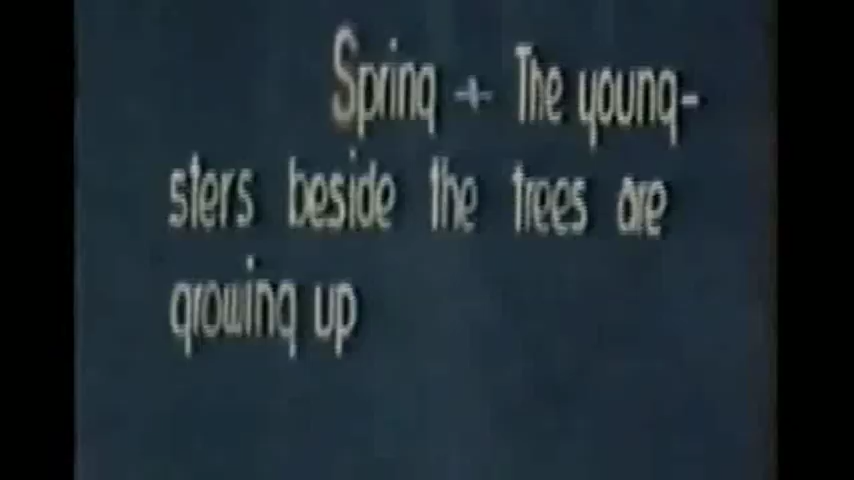 Spring + The young-
sters beside the trees are
growing up